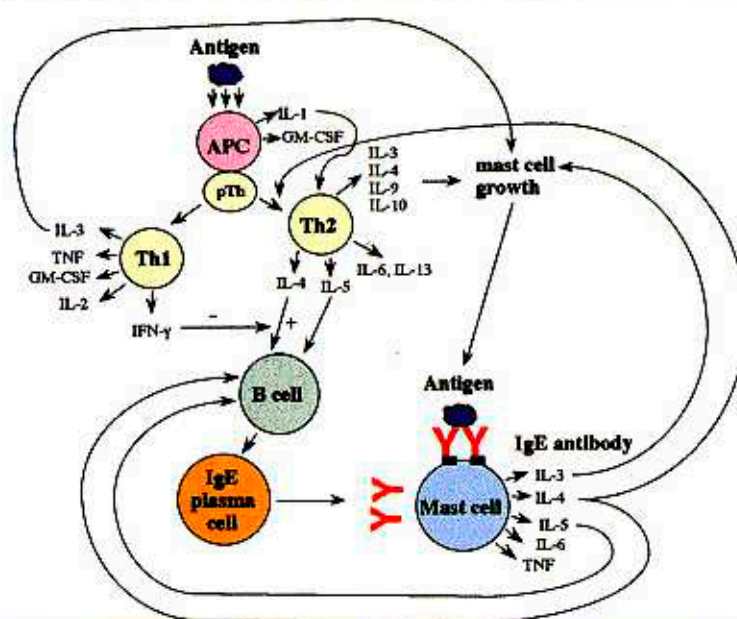 Antigen
IL-1
GM-CSF
APC
pTh
IL-3
IL-4
IL-9
IL-10
mast cell
growth
Th2
IL-3
TNF
GM-CSF
IL-2
Th1
IL-6, IL-13
IL-4
IL-5
IFN-γ
-
+
B cell
Antigen
IgE antibody
IgE
plasma
cell
Mast cell
IL-3
IL-4
IL-5
IL-6
TNF